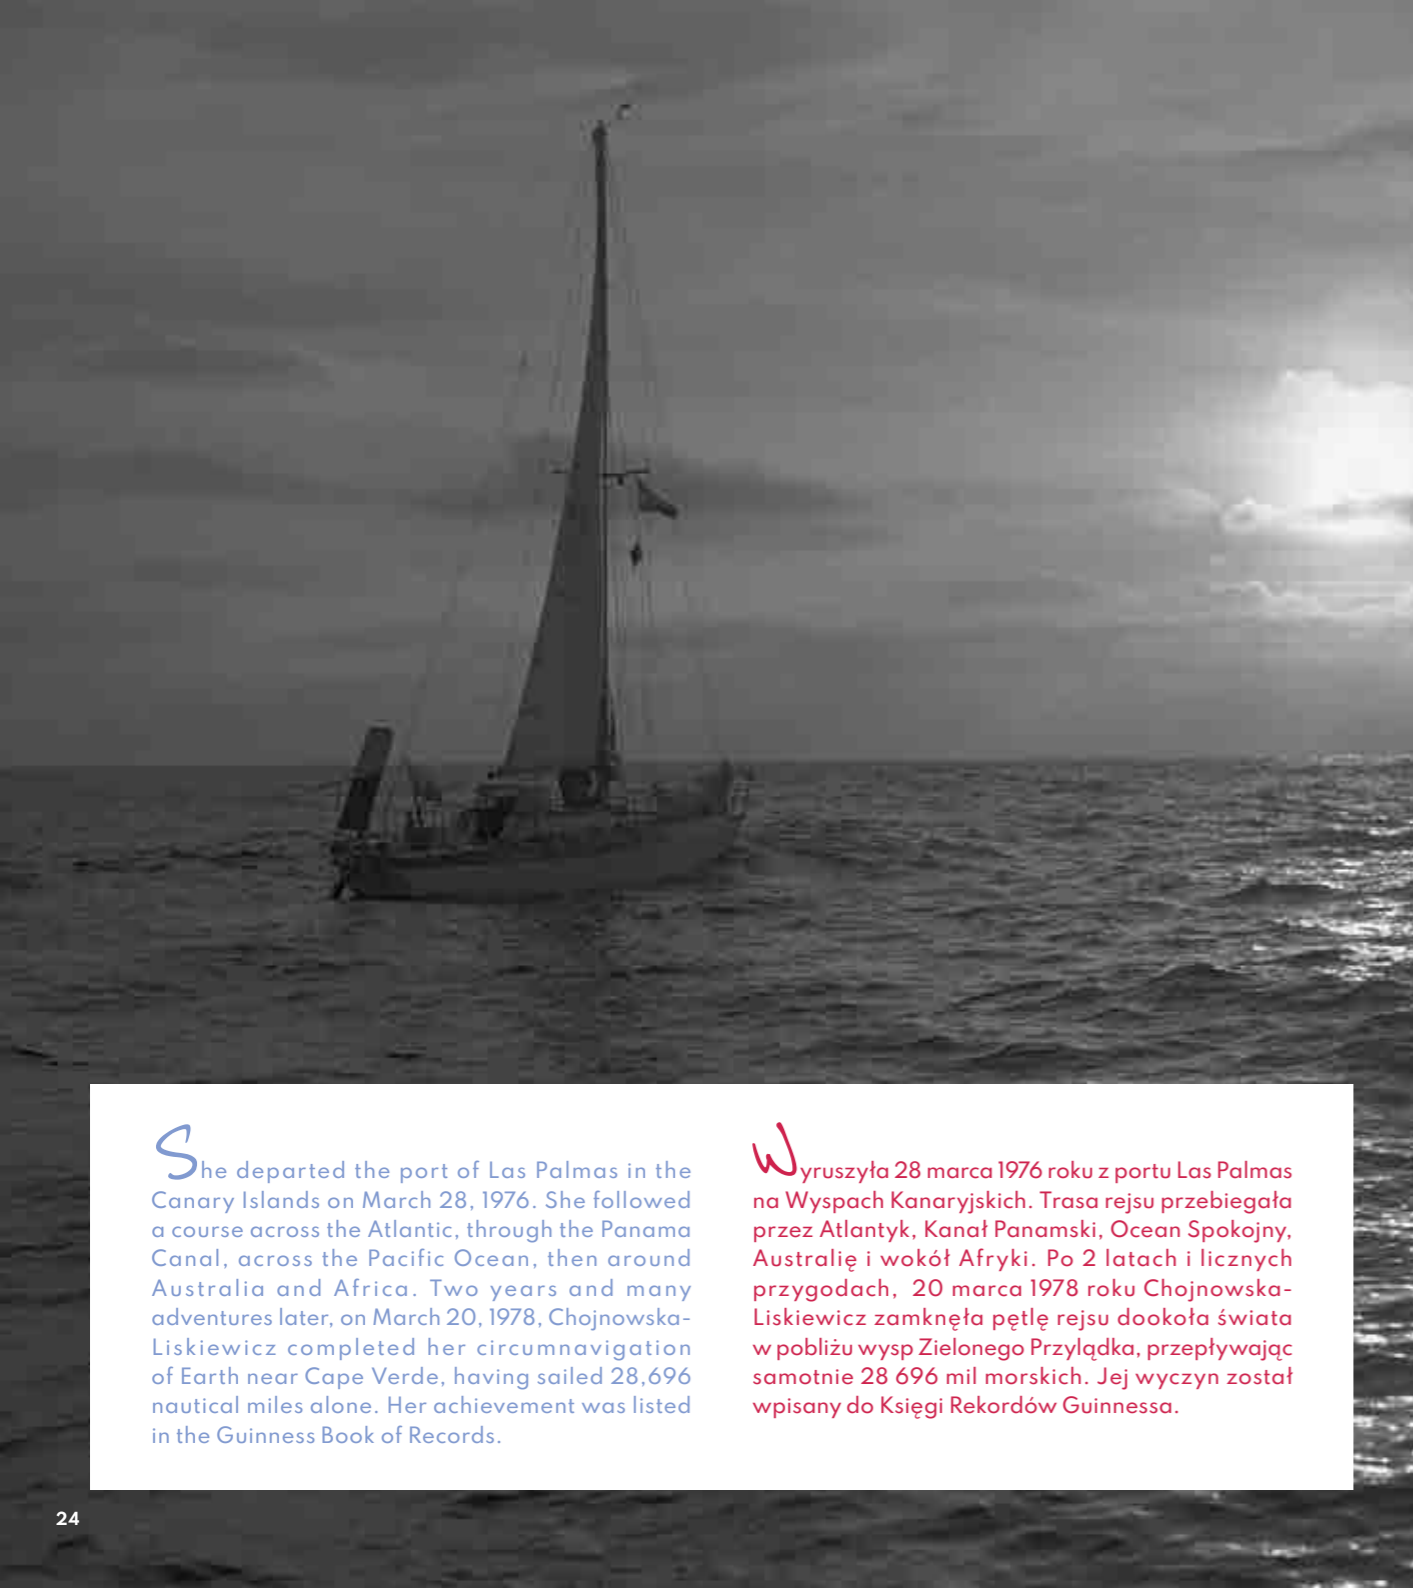 She departed the port of Las Palmas in the
Canary Islands on March 28, 1976. She followed
a course across the Atlantic, through the Panama
Canal, across the Pacific Ocean, then around
Australia and Africa. Two years and many
adventures later, on March 20, 1978, Chojnowska-
Liskiewicz completed her circumnavigation
of Earth near Cape Verde, having sailed 28,696
nautical miles alone. Her achievement was listed
in the Guinness Book of Records.
Wyruszyła 28 marca 1976 roku z portu Las Palmas
na Wyspach Kanaryjskich. Trasa rejsu przebiegała
przez Atlantyk, Kanał Panamski, Ocean Spokojny,
Australię i wokół Afryki. Po 2 latach i licznych
przygodach, 20 marca 1978 roku Chojnowska-
Liskiewicz zamknęła pętlę rejsu dookoła świata
w pobliżu wysp Zielonego Przylądka, przepływając
samotnie 28 696 mil morskich. Jej wyczyn został
wpisany do Księgi Rekordów Guinnessa.
24